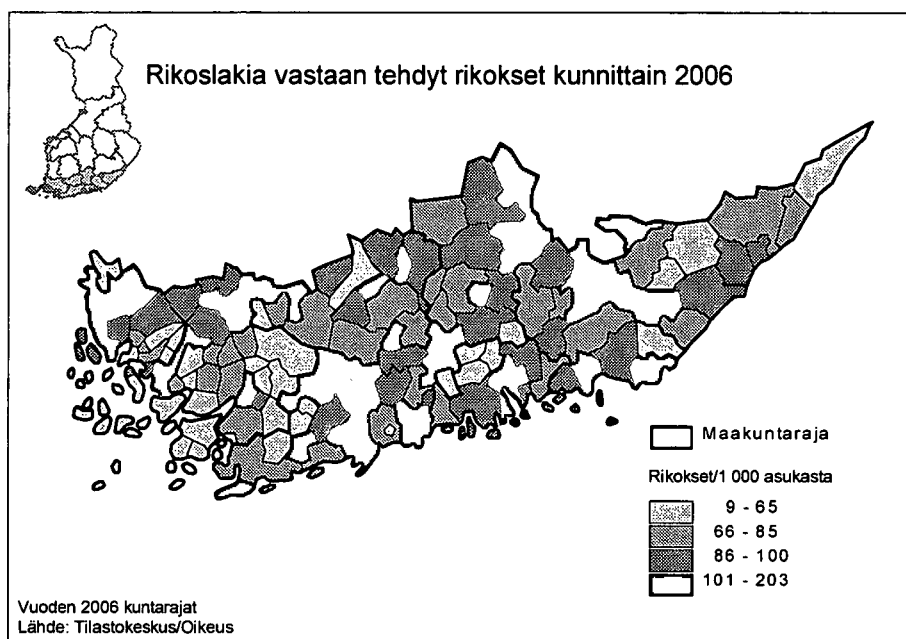 Rikoslakia vastaan tehdyt rikokset kunnittain 2006
Maakuntaraja
Rikokset/1 000 asukasta
9 - 65
66 - 85
86 - 100
101 - 203
Vuoden 2006 kuntarajat
Lähde: Tilastokeskus/Oikeus